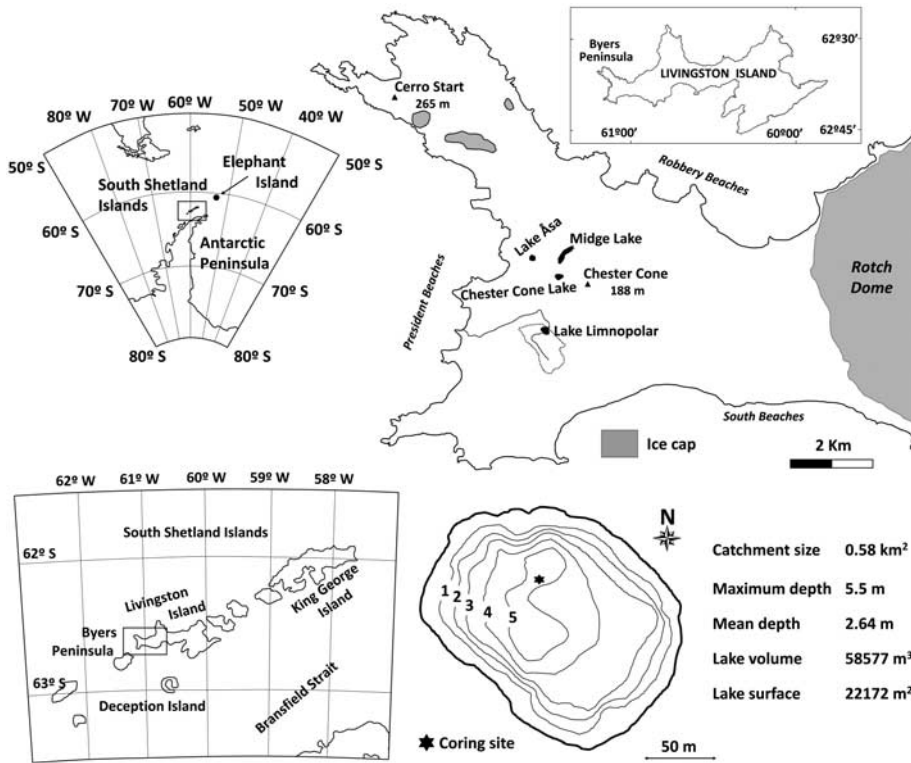 80º W
70º W
60º W
50º W
40º W
50º S
50º S
South Shetland
Islands
Elephant
Island
60º S
60º S
Antarctic
Peninsula
70º S
70º S
80º S
80º S
Cerro Start
265 m
Byers
Peninsula
LIVINGSTON ISLAND
62º30’
62º45’
61º00’
60º00’
Robbery Beaches
Lake Åsa
Midge Lake
Chester Cone Lake
Chester Cone
188 m
President Beaches
Lake Limnopolar
Rotch
Dome
South Beaches
Ice cap
2 Km
62º W
61º W
60º W
59º W
58º W
South Shetland Islands
62º S
Livingston
Island
King George
Island
Byers
Peninsula
63º S
Deception Island
Bransfield Strait
1
2
3
4
5
N
Coring site
50 m
Catchment size 0.58 km²
Maximum depth 5.5 m
Mean depth 2.64 m
Lake volume 58577 m³
Lake surface 22172 m²